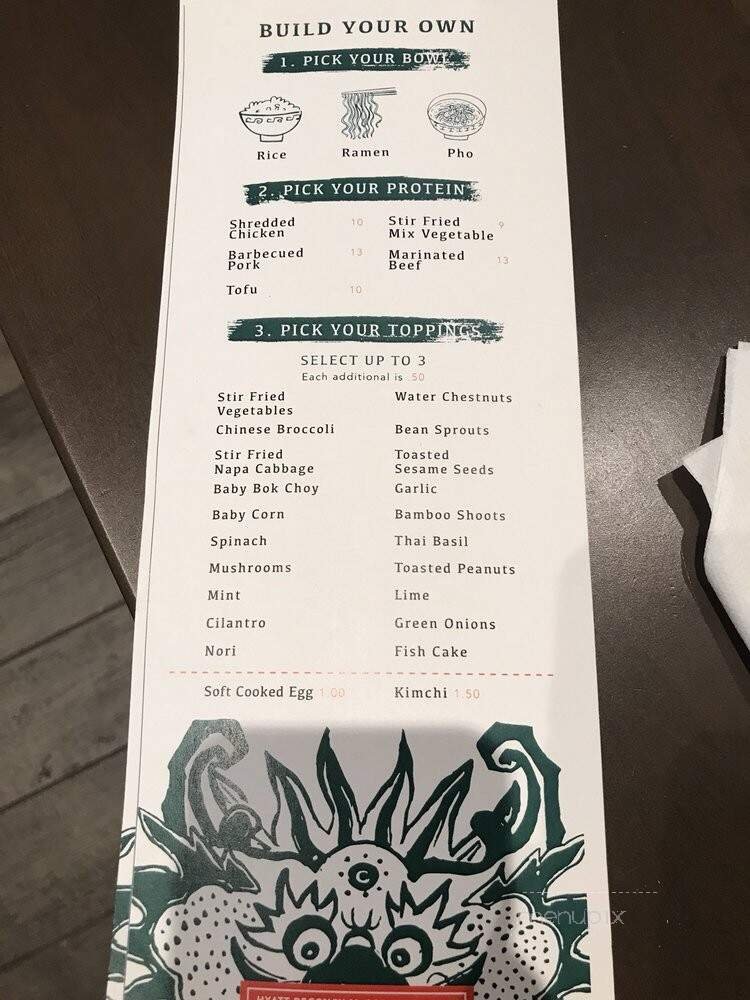 BUILD YOUR OWN
1. PICK YOUR BOWL
Rice
Ramen
Pho
2. PICK YOUR PROTEIN
Shredded
Chicken 10
Stir Fried
Mix Vegetable 9
Barbecued
Pork 13
Marinated
Beef 13
Tofu 10
3. PICK YOUR TOPPINGS
SELECT UP TO 3
Each additional is .50
Stir Fried
Vegetables
Water Chestnuts
Chinese Broccoli
Bean Sprouts
Stir Fried
Napa Cabbage
Toasted
Sesame Seeds
Baby Bok Choy
Garlic
Baby Corn
Bamboo Shoots
Spinach
Thai Basil
Mushrooms
Toasted Peanuts
Mint
Lime
Cilantro
Green Onions
Nori
Fish Cake
Soft Cooked Egg 1.00
Kimchi 1.50
C
menupix